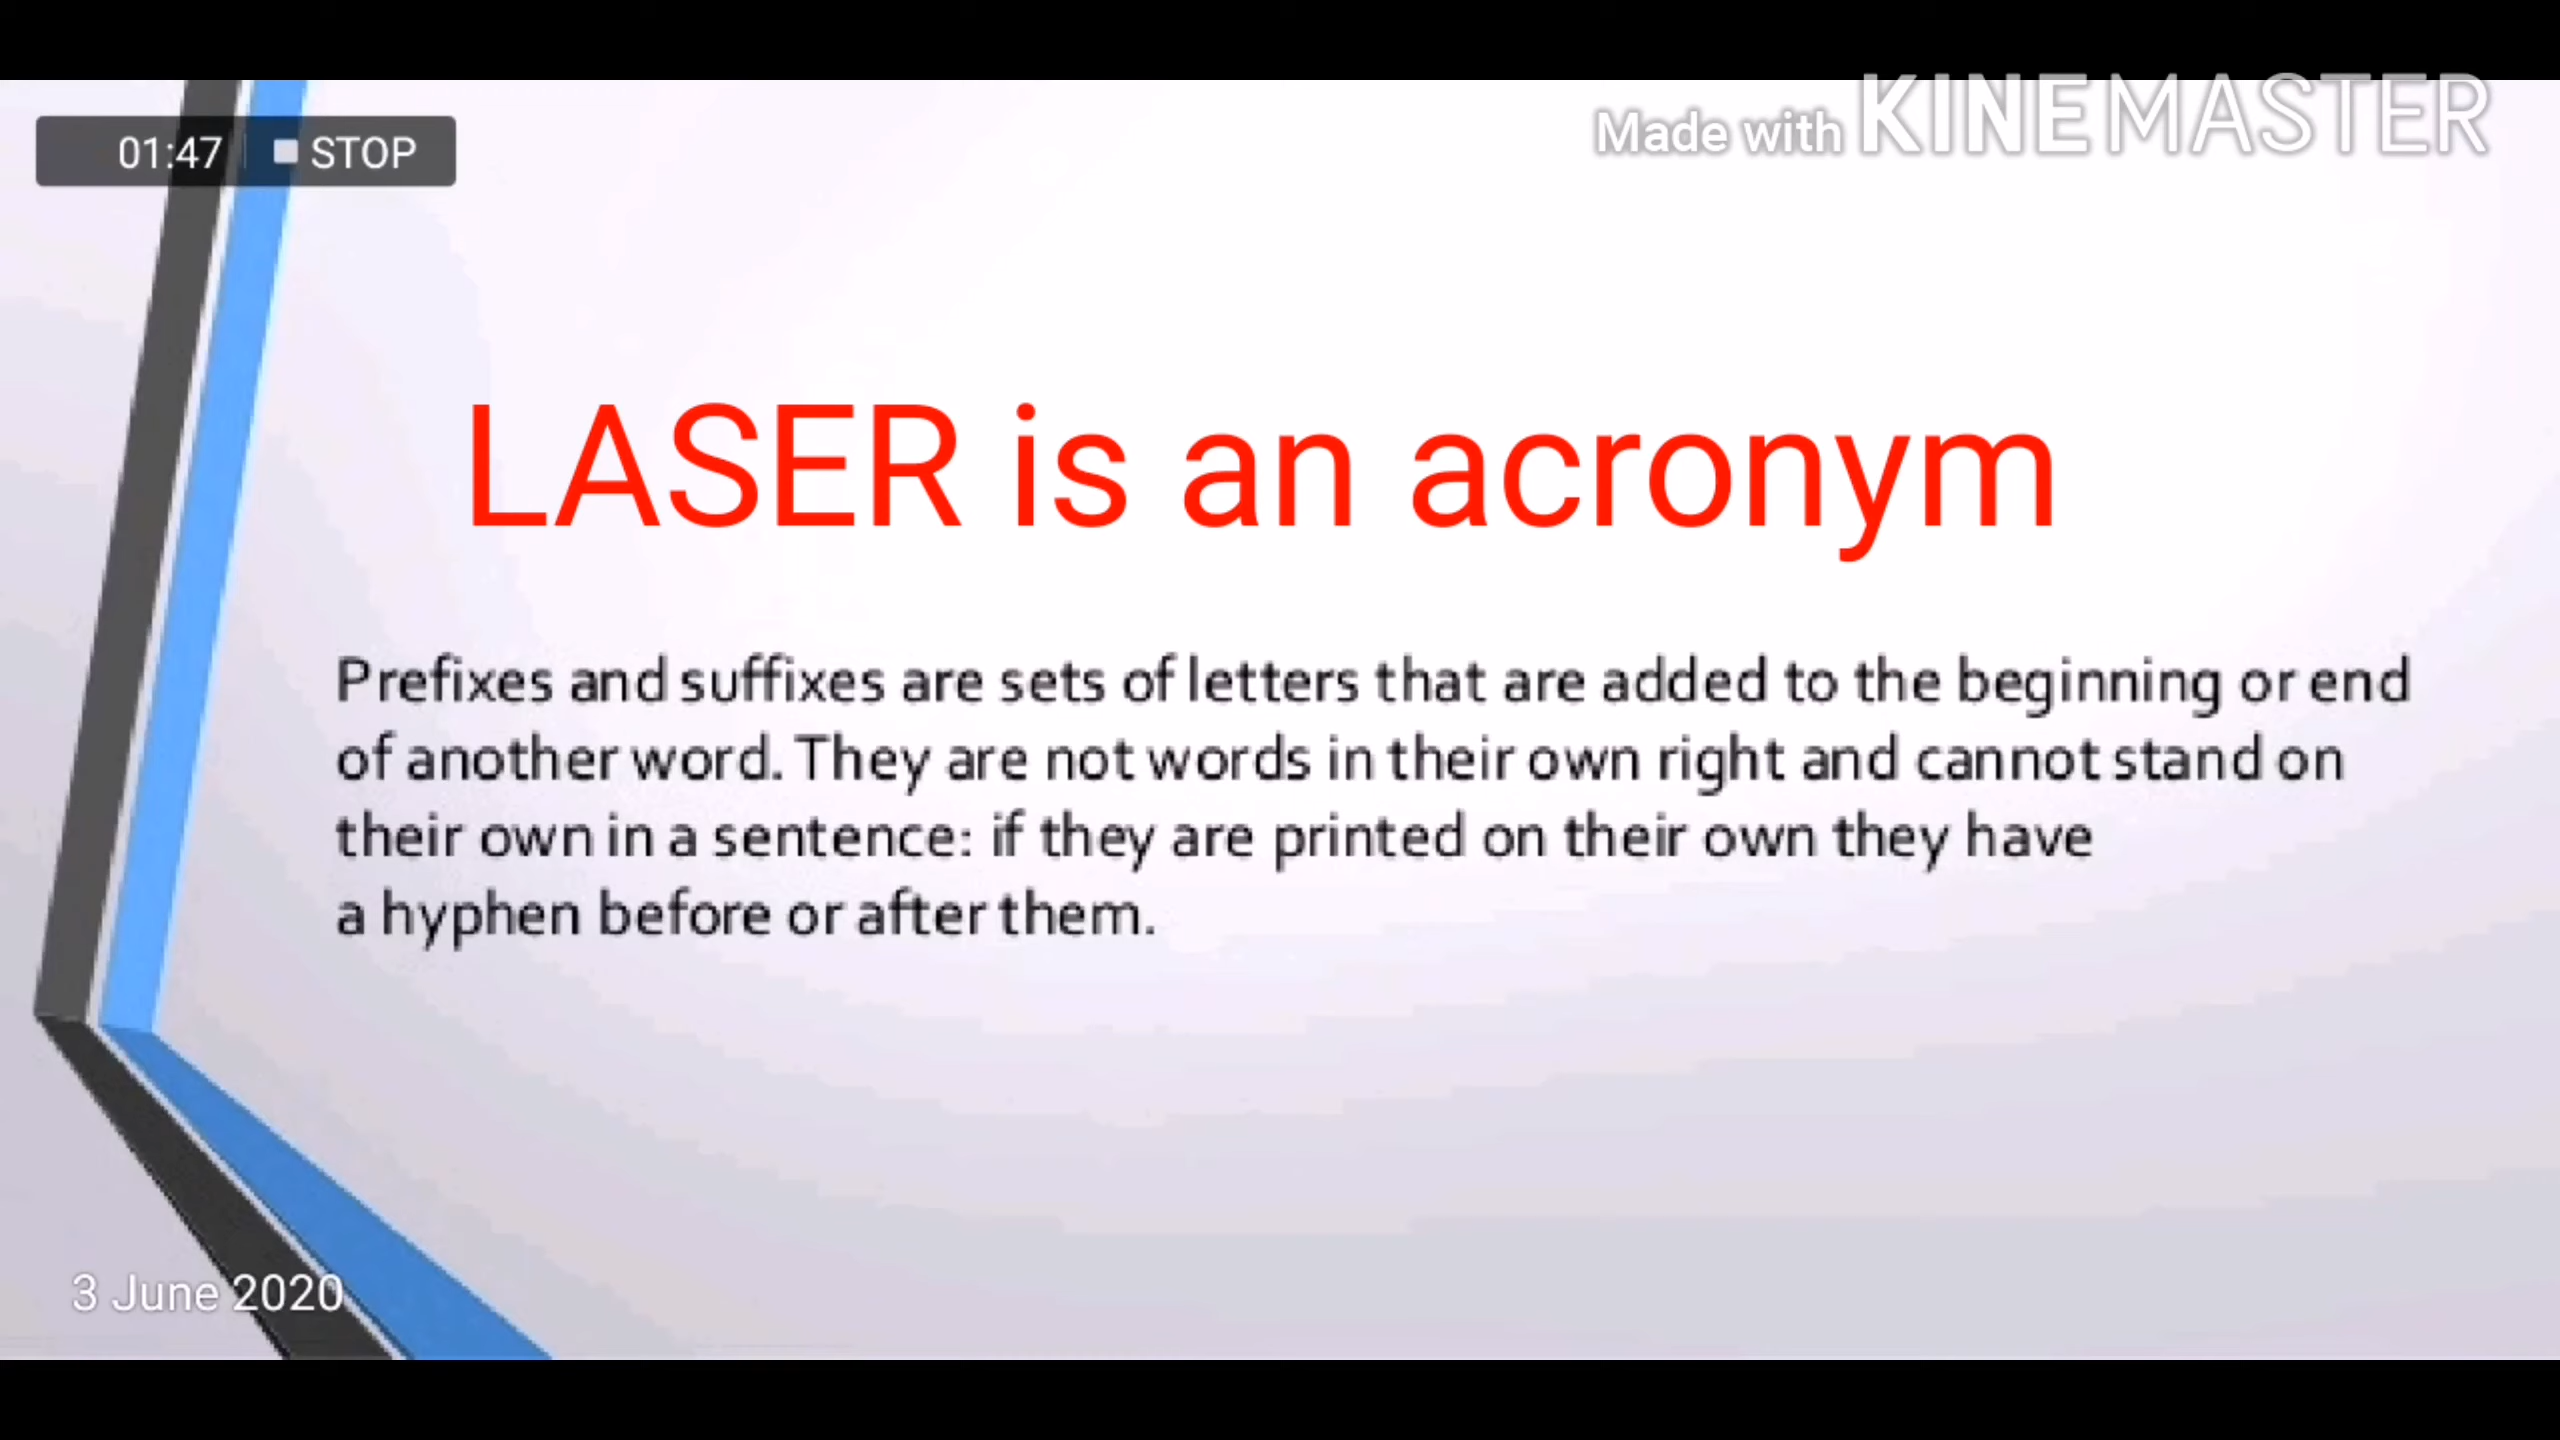 Made with KINEMASTER
01:47 STOP
LASER is an acronym
Prefixes and suffixes are sets of letters that are added to the beginning or end
of another word. They are not words in their own right and cannot stand on
their own in a sentence: if they are printed on their own they have
a hyphen before or after them.
3 June 2020